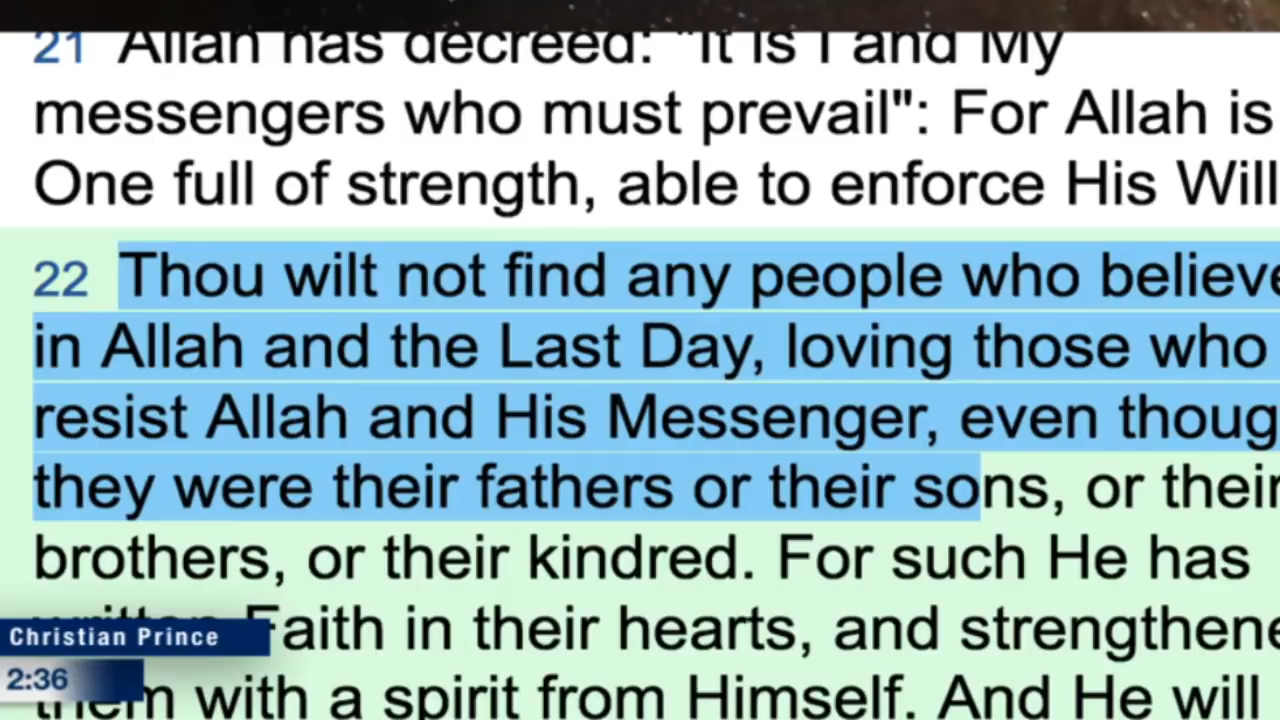 21 Allah has decreed: "It is I and My
messengers who must prevail": For Allah is
One full of strength, able to enforce His Will
22 Thou wilt not find any people who believe
in Allah and the Last Day, loving those who
resist Allah and His Messenger, even thoug
they were their fathers or their sons, or their
brothers, or their kindred. For such He has
written Faith in their hearts, and strengthene
Christian Prince
them with a spirit from Himself. And He will
2:36